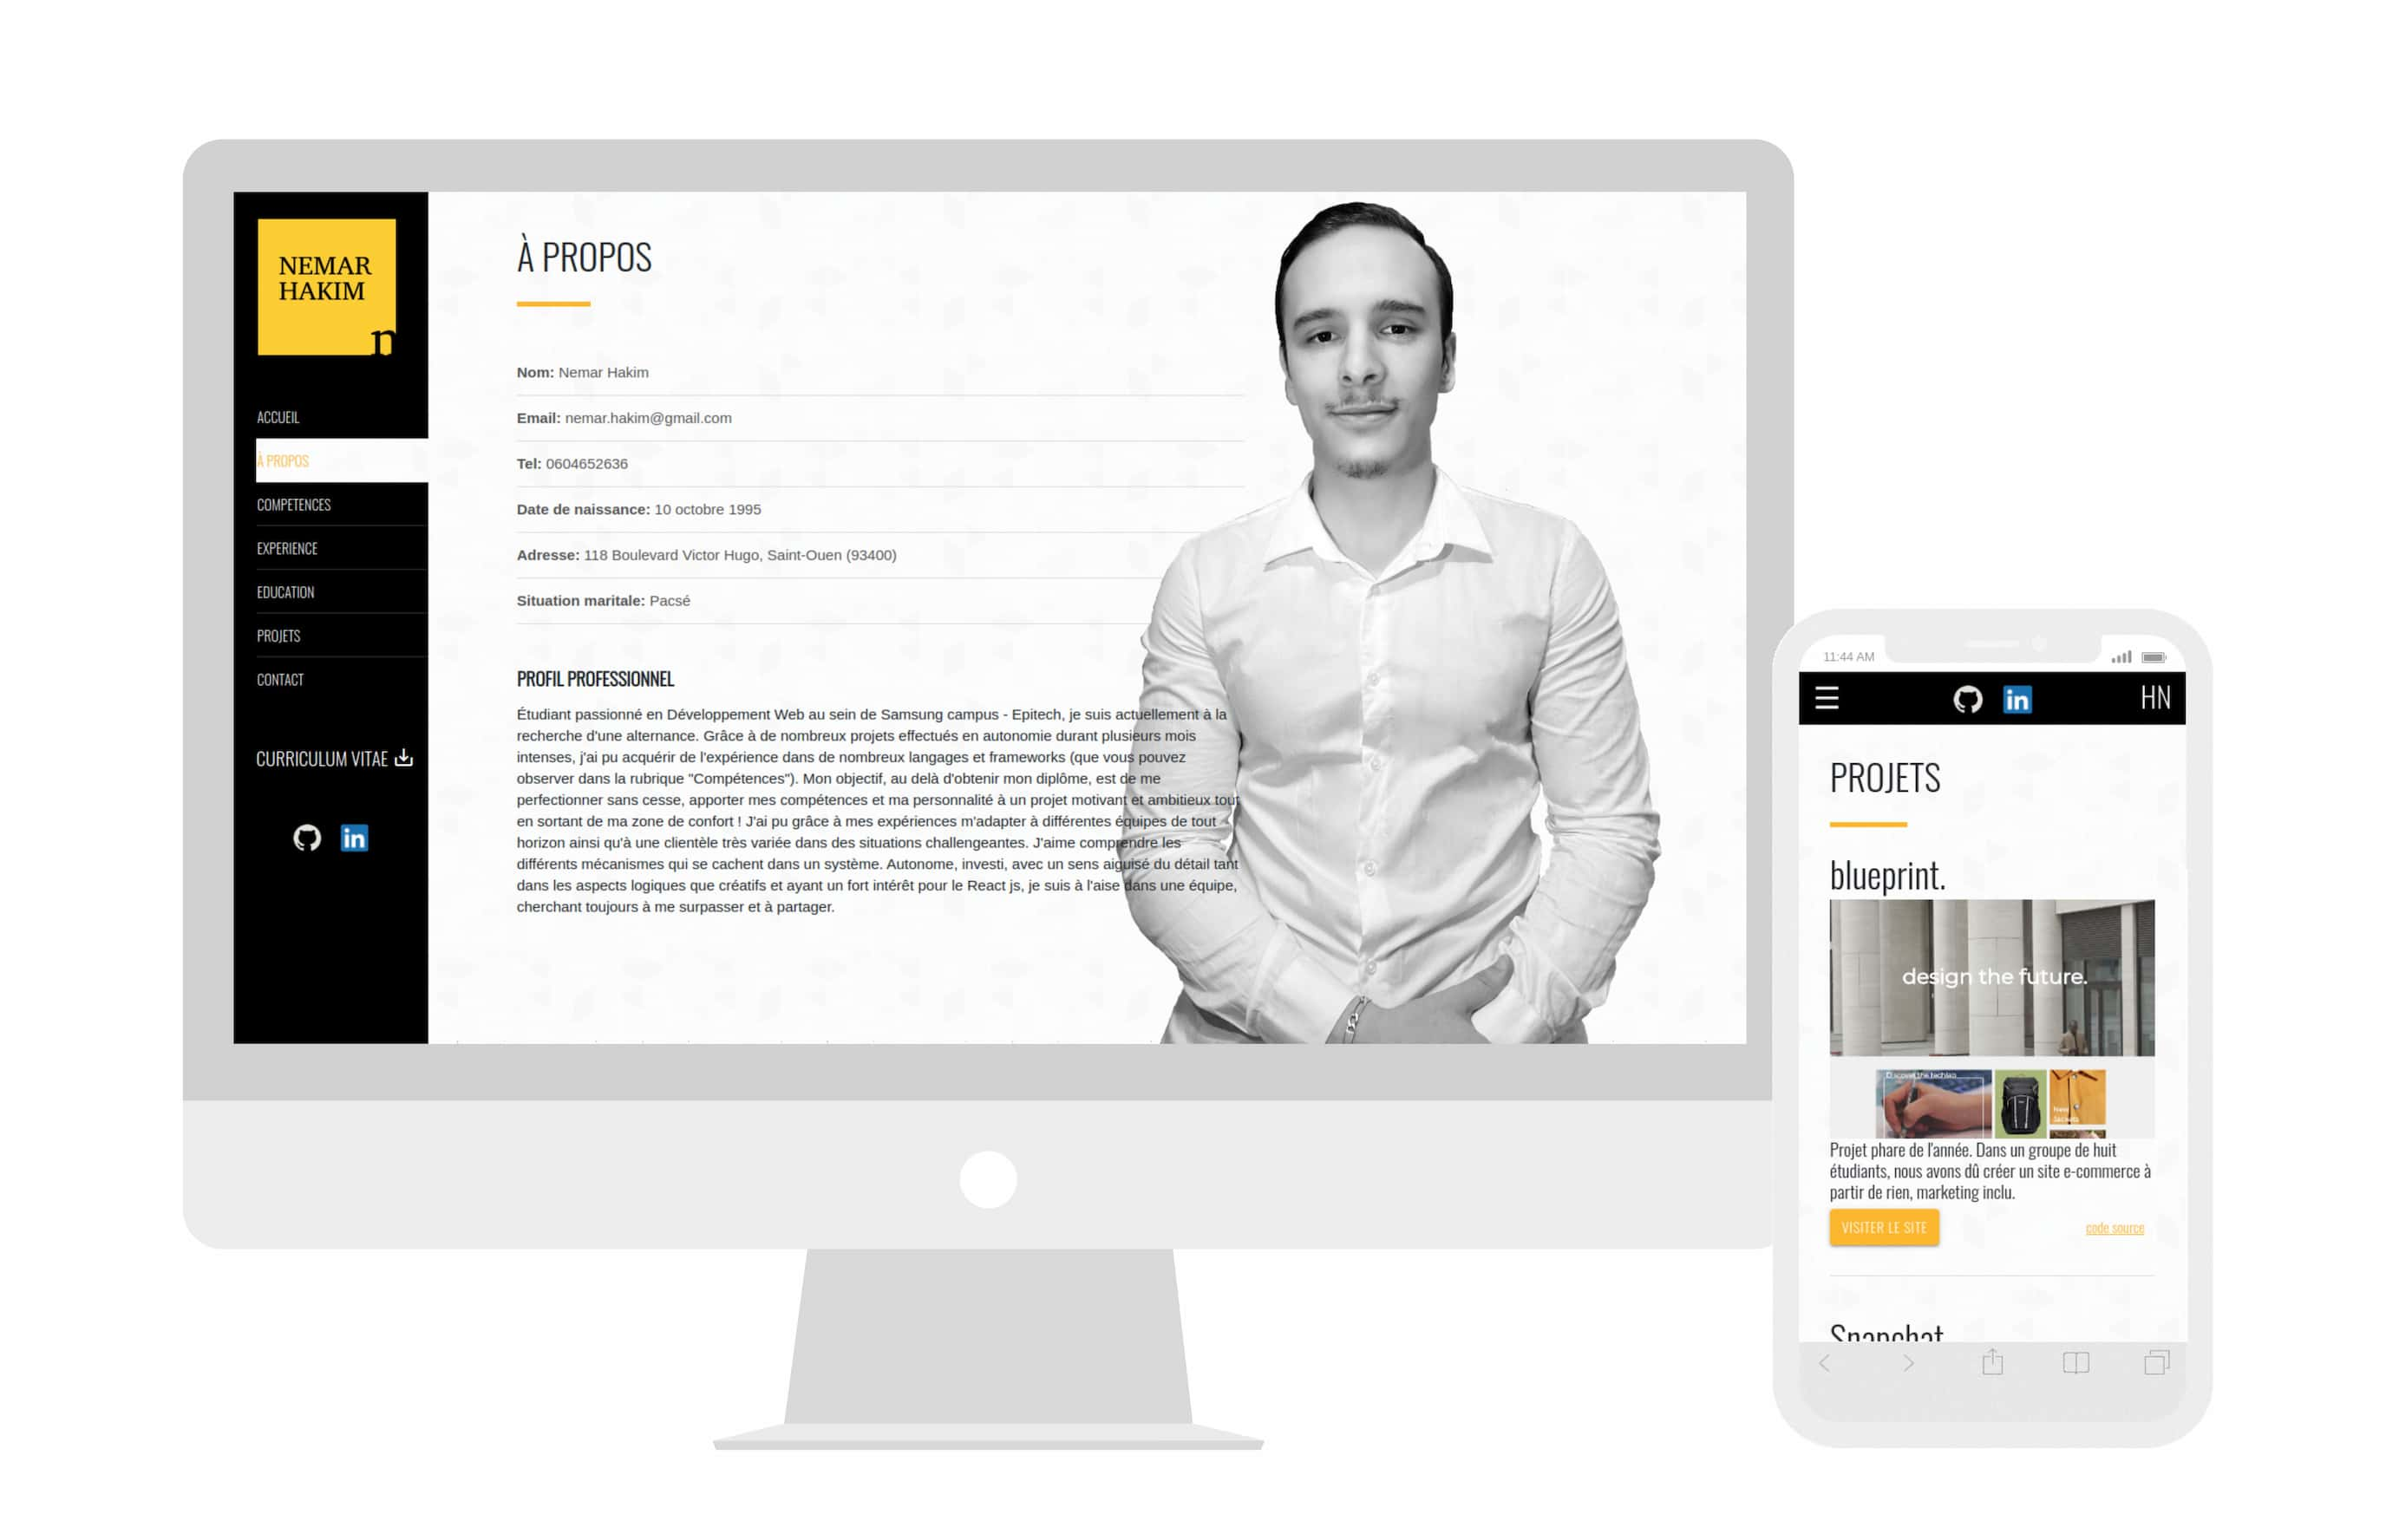 NEMAR
HAKIM
n
ACCUEIL
À PROPOS
COMPETENCES
EXPERIENCE
EDUCATION
PROJETS
CONTACT
CURRICULUM VITAE
in
À PROPOS
Nom: Nemar Hakim
Email: nemar.hakim@gmail.com
Tel: 0604652636
Date de naissance: 10 octobre 1995
Adresse: 118 Boulevard Victor Hugo, Saint-Ouen (93400)
Situation maritale: Pacsé
PROFIL PROFESSIONNEL
Étudiant passionné en Développement Web au sein de Samsung campus - Epitech, je suis actuellement à la
recherche d'une alternance. Grâce à de nombreux projets effectués en autonomie durant plusieurs mois
intenses, j'ai pu acquérir de l'expérience dans de nombreux langages et frameworks (que vous pouvez
observer dans la rubrique "Compétences"). Mon objectif, au delà d'obtenir mon diplôme, est de me
perfectionner sans cesse, apporter mes compétences et ma personnalité à un projet motivant et ambitieux tout
en sortant de ma zone de confort ! J'ai pu grâce à mes expériences m'adapter à différentes équipes de tout
horizon ainsi qu'à une clientèle très variée dans des situations challengeantes. J'aime comprendre les
différents mécanismes qui se cachent dans un système. Autonome, investi, avec un sens aiguisé du détail tant
dans les aspects logiques que créatifs et ayant un fort intérêt pour le React js, je suis à l'aise dans une équipe,
cherchant toujours à me surpasser et à partager.
11:44 AM
in
HN
PROJETS
blueprint.
design the future.
Discover the techlab
New
Jackets
Projet phare de l'année. Dans un groupe de huit
étudiants, nous avons dû créer un site e-commerce à
partir de rien, marketing inclu.
VISITER LE SITE
code source
Snapchat